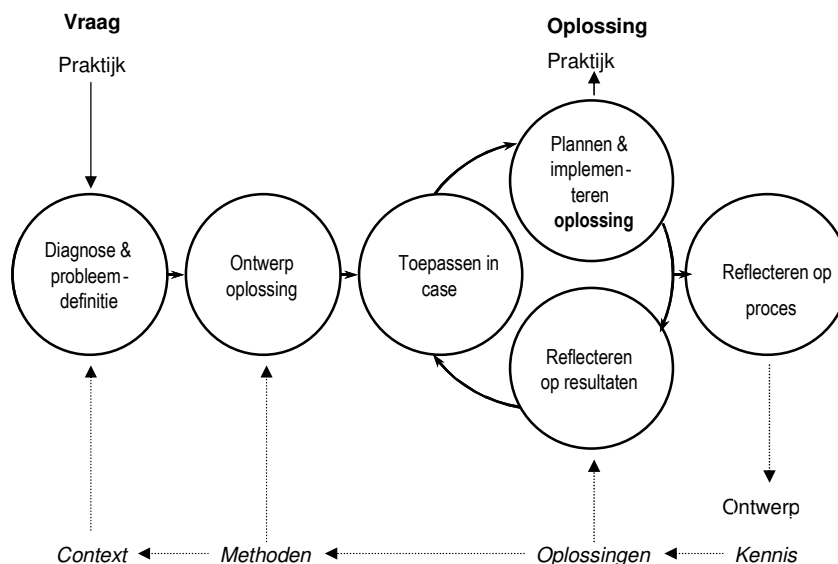 Vraag
Praktijk
Oplossing
Praktijk
Diagnose &
probleem-
definitie
Ontwerp
oplossing
Toepassen in
case
Plannen &
implemen-
teren
oplossing
Reflecteren
op resultaten
Reflecteren op
proces
Ontwerp
Context
Methoden
Oplossingen
Kennis